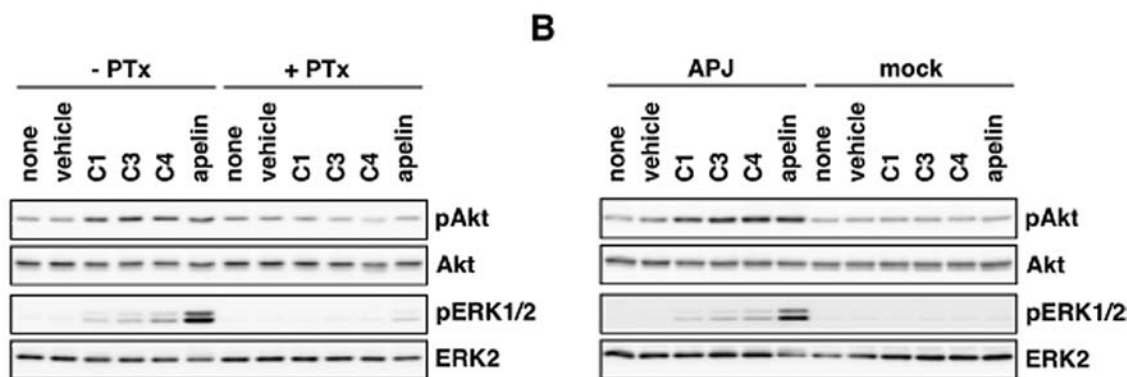 B
- PTx + PTx
none vehicle C1 C3 C4 apelin none vehicle C1 C3 C4 apelin
pAkt
Akt
pERK1/2
ERK2
APJ mock
none vehicle C1 C3 C4 apelin none vehicle C1 C3 C4 apelin
pAkt
Akt
pERK1/2
ERK2